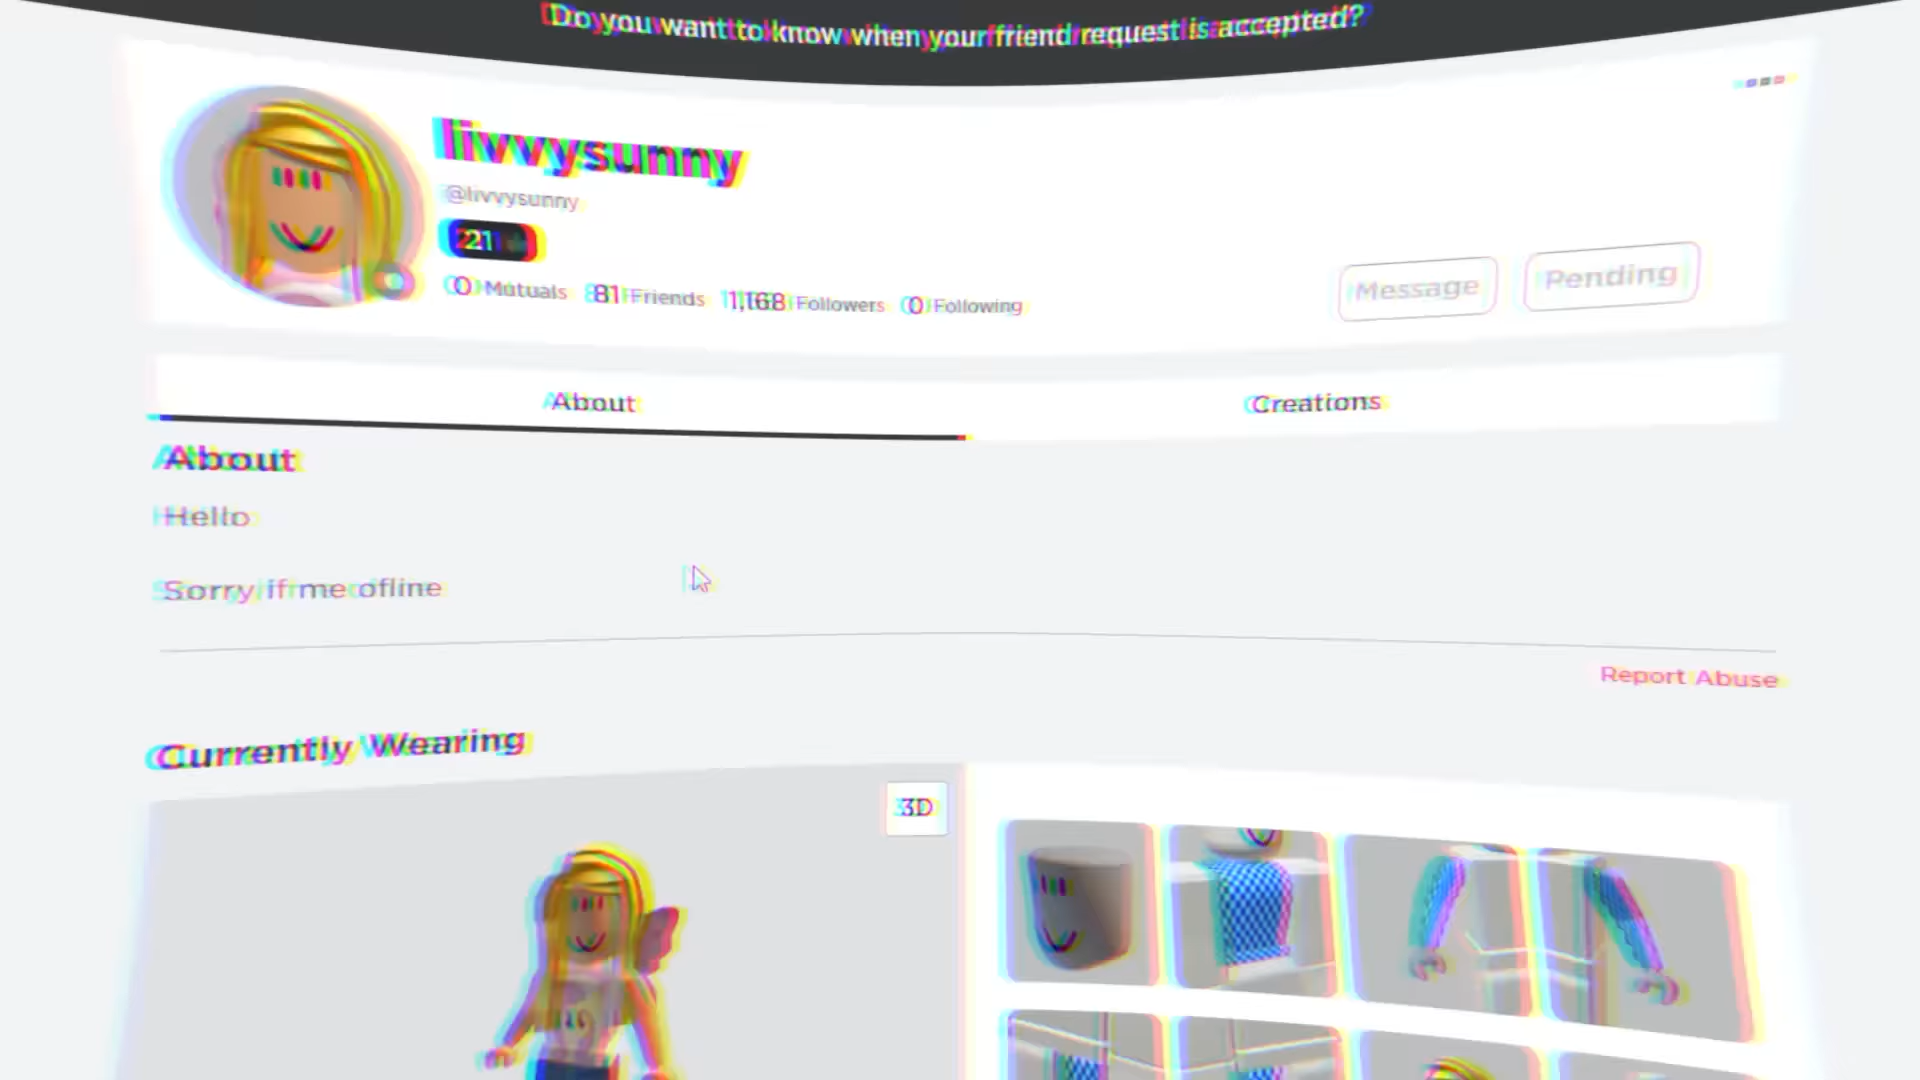 Do you want to know when your friend request is accepted?
livvysunny
@livvysunny
0 Mutuals 81 Friends 1,168 Followers 0 Following
Message
Pending
About
Creations
About
Hello
Sorry if me ofline
Report Abuse
Currently Wearing
3D